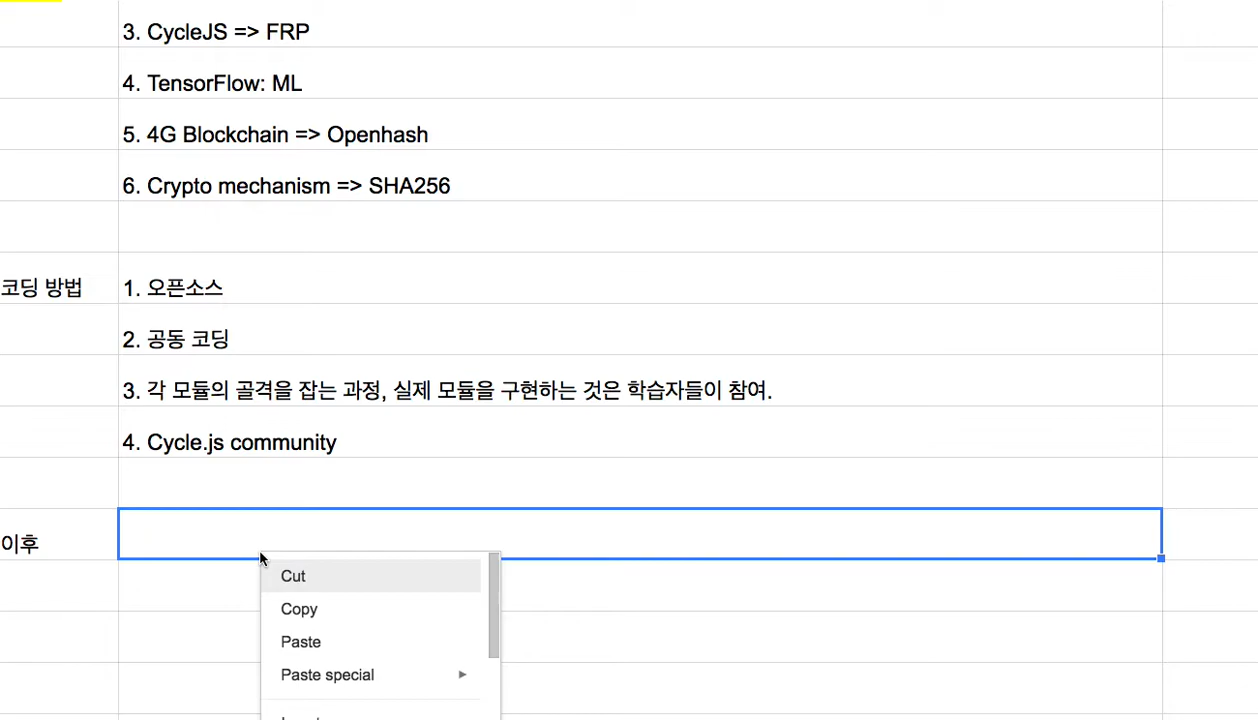 3. CycleJS => FRP
4. TensorFlow: ML
5. 4G Blockchain => Openhash
6. Crypto mechanism => SHA256
코딩 방법
1. 오픈소스
2. 공동 코딩
3. 각 모듈의 골격을 잡는 과정, 실제 모듈을 구현하는 것은 학습자들이 참여.
4. Cycle.js community
이후
Cut
Copy
Paste
Paste special